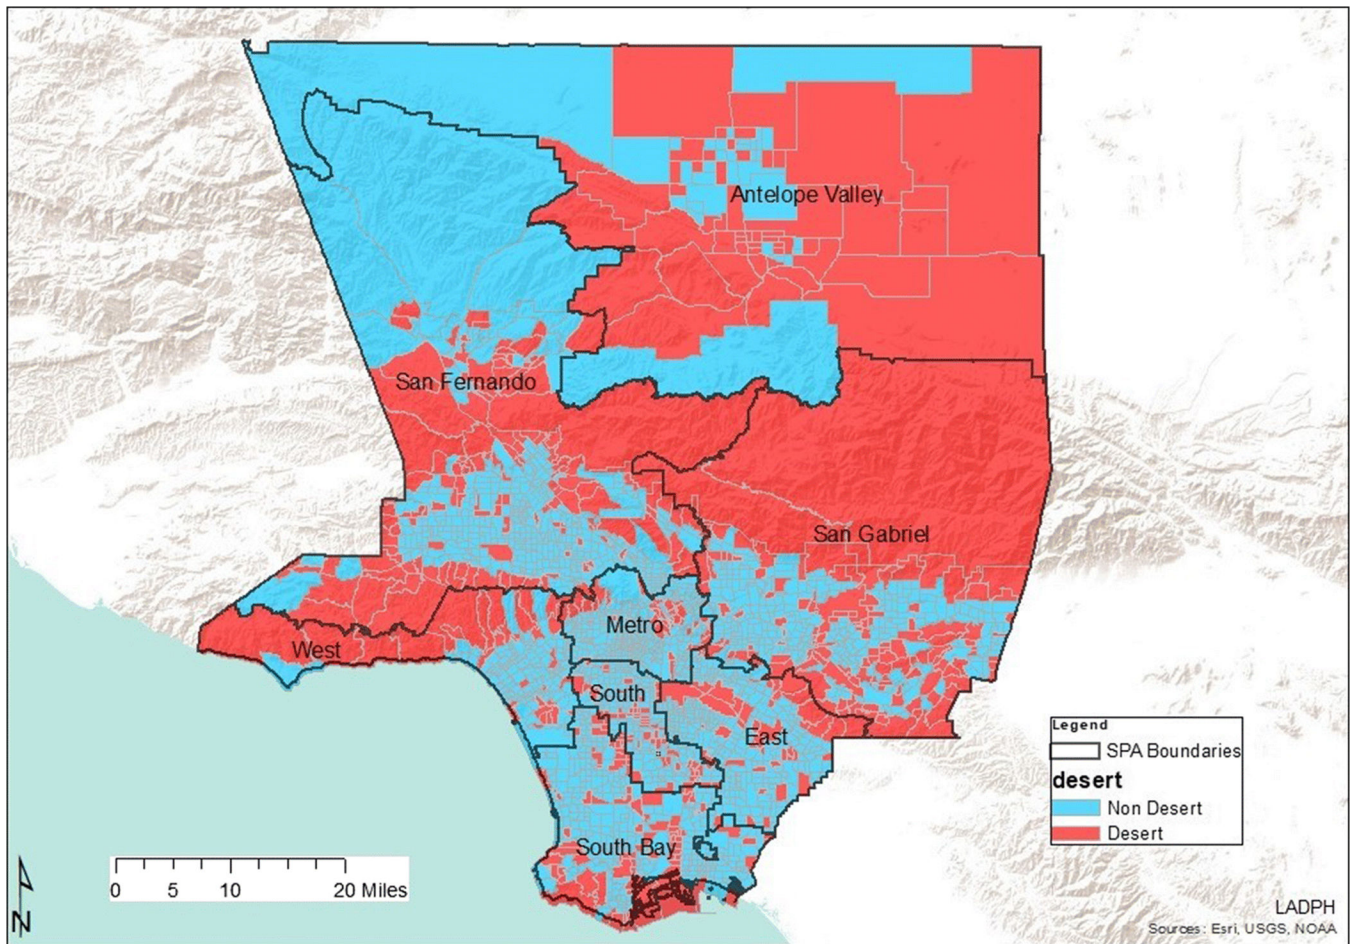 Antelope Valley
San Fernando
San Gabriel
Metro
West
South
East
South Bay
Legend
SPA Boundaries
desert
Non Desert
Desert
0 5 10 20 Miles
N
LADPH
Sources: Esri, USGS, NOAA